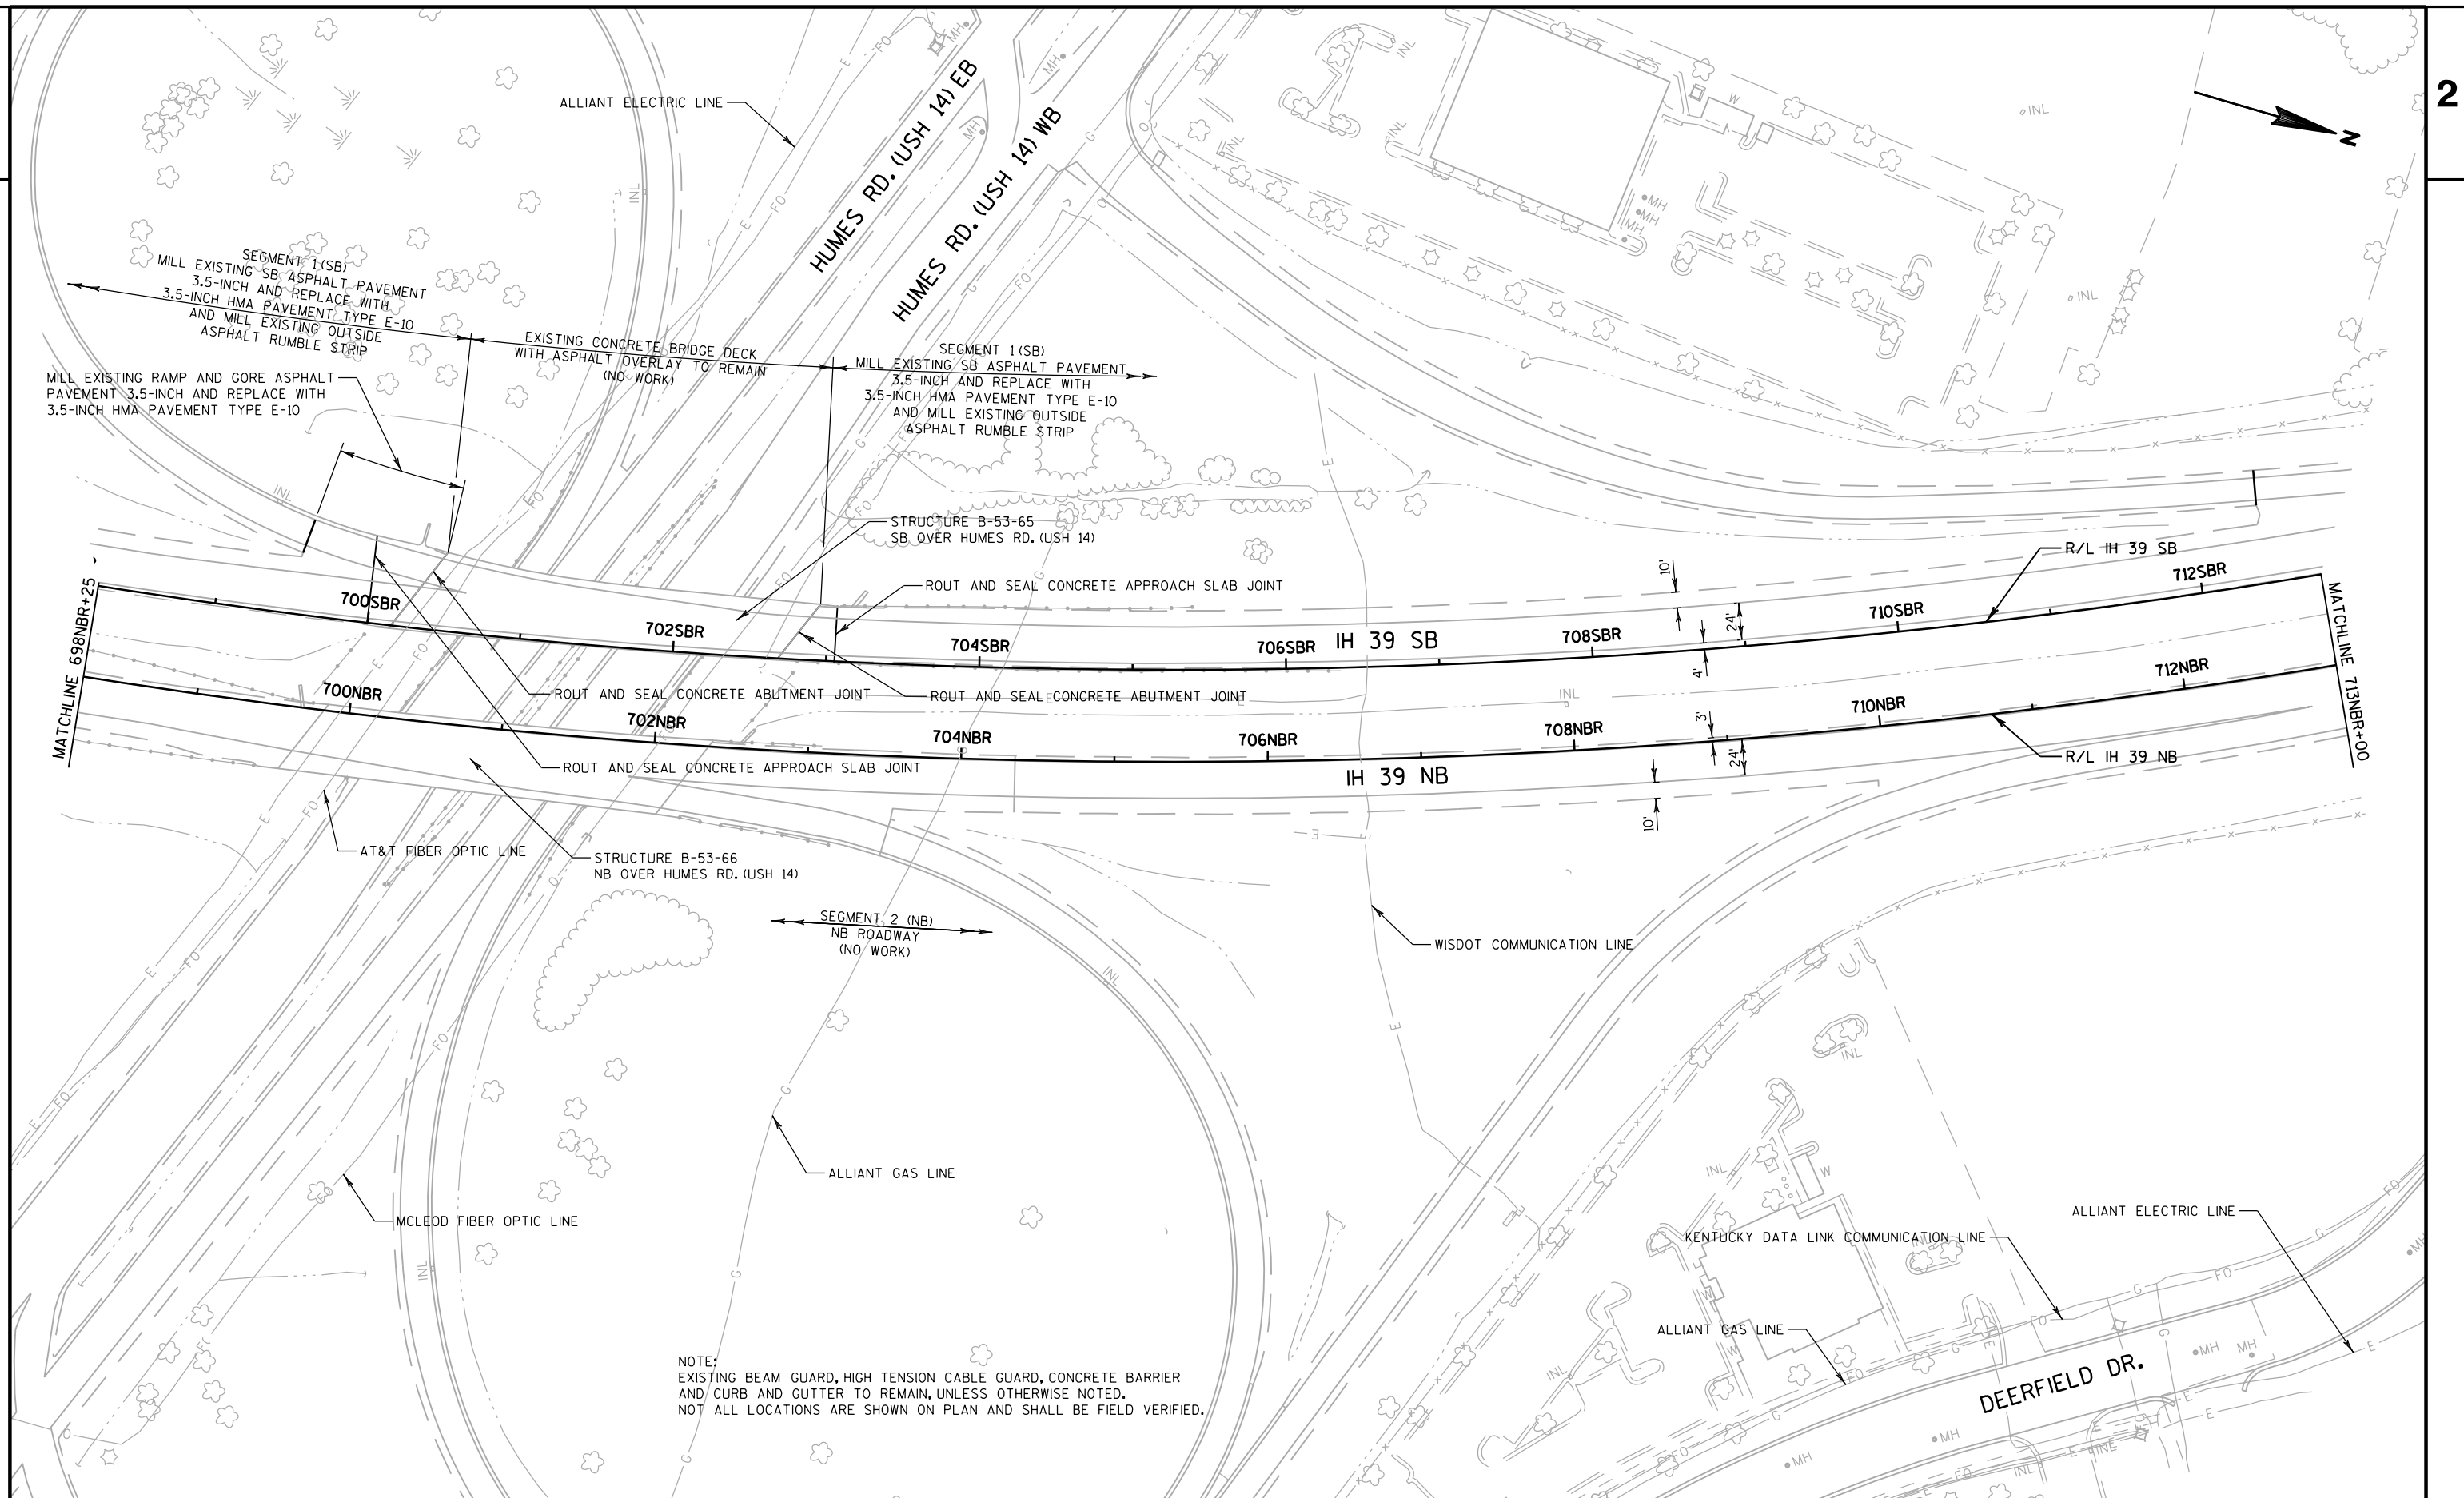 2
ALLIANT ELECTRIC LINE
HUMES RD. (USH 14) EB
HUMES RD. (USH 14) WB
N
SEGMENT 1 (SB)
MILL EXISTING SB ASPHALT PAVEMENT
3.5-INCH AND REPLACE WITH
3.5-INCH HMA PAVEMENT TYPE E-10
AND MILL EXISTING OUTSIDE
ASPHALT RUMBLE STRIP
EXISTING CONCRETE BRIDGE DECK
WITH ASPHALT OVERLAY TO REMAIN
(NO WORK)
SEGMENT 1 (SB)
MILL EXISTING SB ASPHALT PAVEMENT
3.5-INCH AND REPLACE WITH
3.5-INCH HMA PAVEMENT TYPE E-10
AND MILL EXISTING OUTSIDE
ASPHALT RUMBLE STRIP
MILL EXISTING RAMP AND GORE ASPHALT
PAVEMENT 3.5-INCH AND REPLACE WITH
3.5-INCH HMA PAVEMENT TYPE E-10
STRUCTURE B-53-65
SB OVER HUMES RD. (USH 14)
R/L IH 39 SB
ROUT AND SEAL CONCRETE APPROACH SLAB JOINT
MATCHLINE 698NBR+25
700SBR
702SBR
704SBR
706SBR
IH 39 SB
708SBR
710SBR
712SBR
10'
24'
4'
MATCHLINE 713NBR+00
ROUT AND SEAL CONCRETE ABUTMENT JOINT
ROUT AND SEAL CONCRETE ABUTMENT JOINT
700NBR
702NBR
704NBR
706NBR
708NBR
710NBR
712NBR
3'
24'
10'
ROUT AND SEAL CONCRETE APPROACH SLAB JOINT
IH 39 NB
R/L IH 39 NB
AT&T FIBER OPTIC LINE
STRUCTURE B-53-66
NB OVER HUMES RD. (USH 14)
SEGMENT 2 (NB)
NB ROADWAY
(NO WORK)
WISDOT COMMUNICATION LINE
ALLIANT GAS LINE
MCLEOD FIBER OPTIC LINE
ALLIANT ELECTRIC LINE
KENTUCKY DATA LINK COMMUNICATION LINE
ALLIANT GAS LINE
DEERFIELD DR.
NOTE:
EXISTING BEAM GUARD, HIGH TENSION CABLE GUARD, CONCRETE BARRIER
AND CURB AND GUTTER TO REMAIN, UNLESS OTHERWISE NOTED.
NOT ALL LOCATIONS ARE SHOWN ON PLAN AND SHALL BE FIELD VERIFIED.